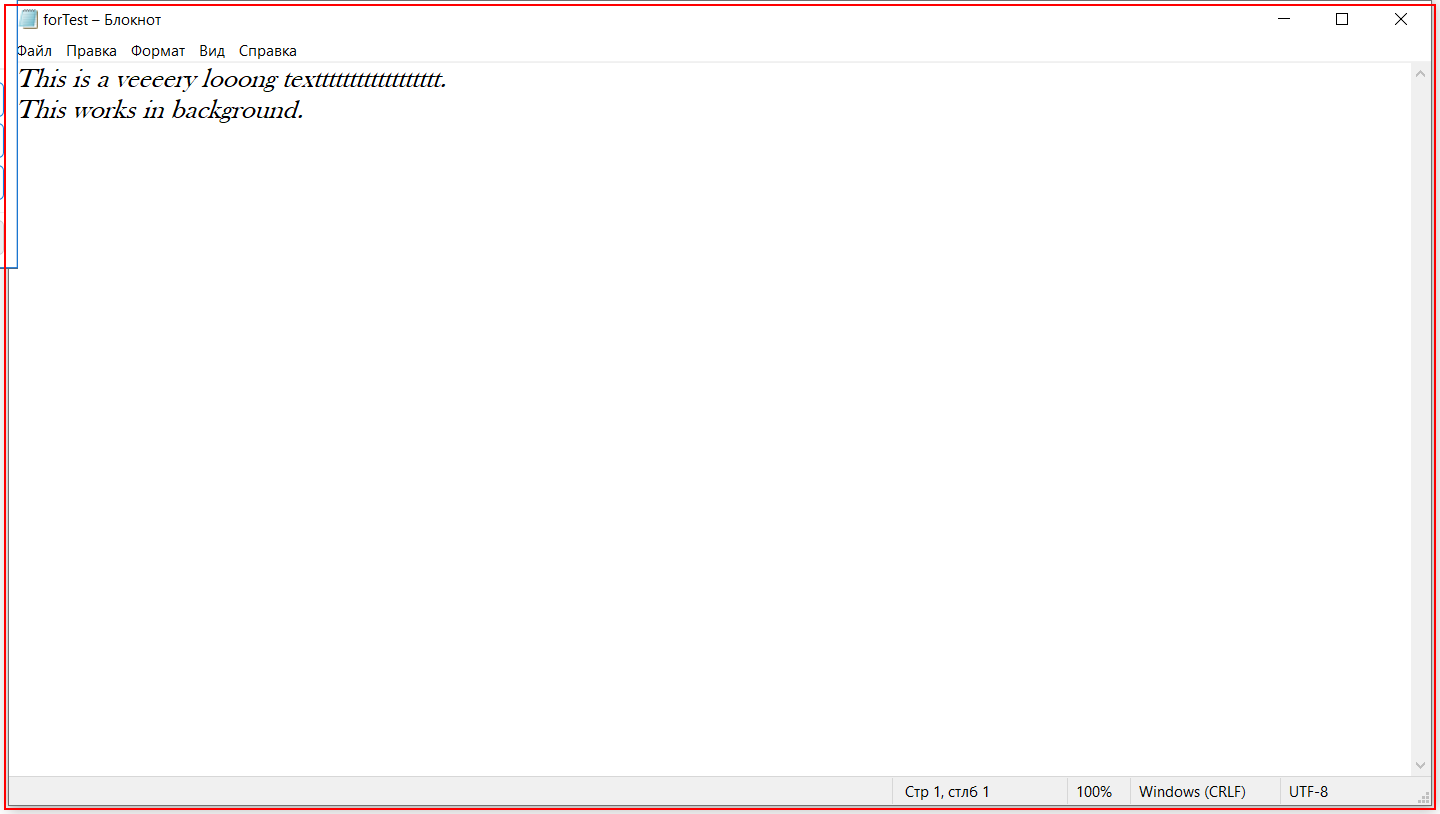 forTest – Блокнот
Файл Правка Формат Вид Справка
This is a veeeery looong textttttttttttttttttt.
This works in background.
Стр 1, стлб 1 100% Windows (CRLF) UTF-8